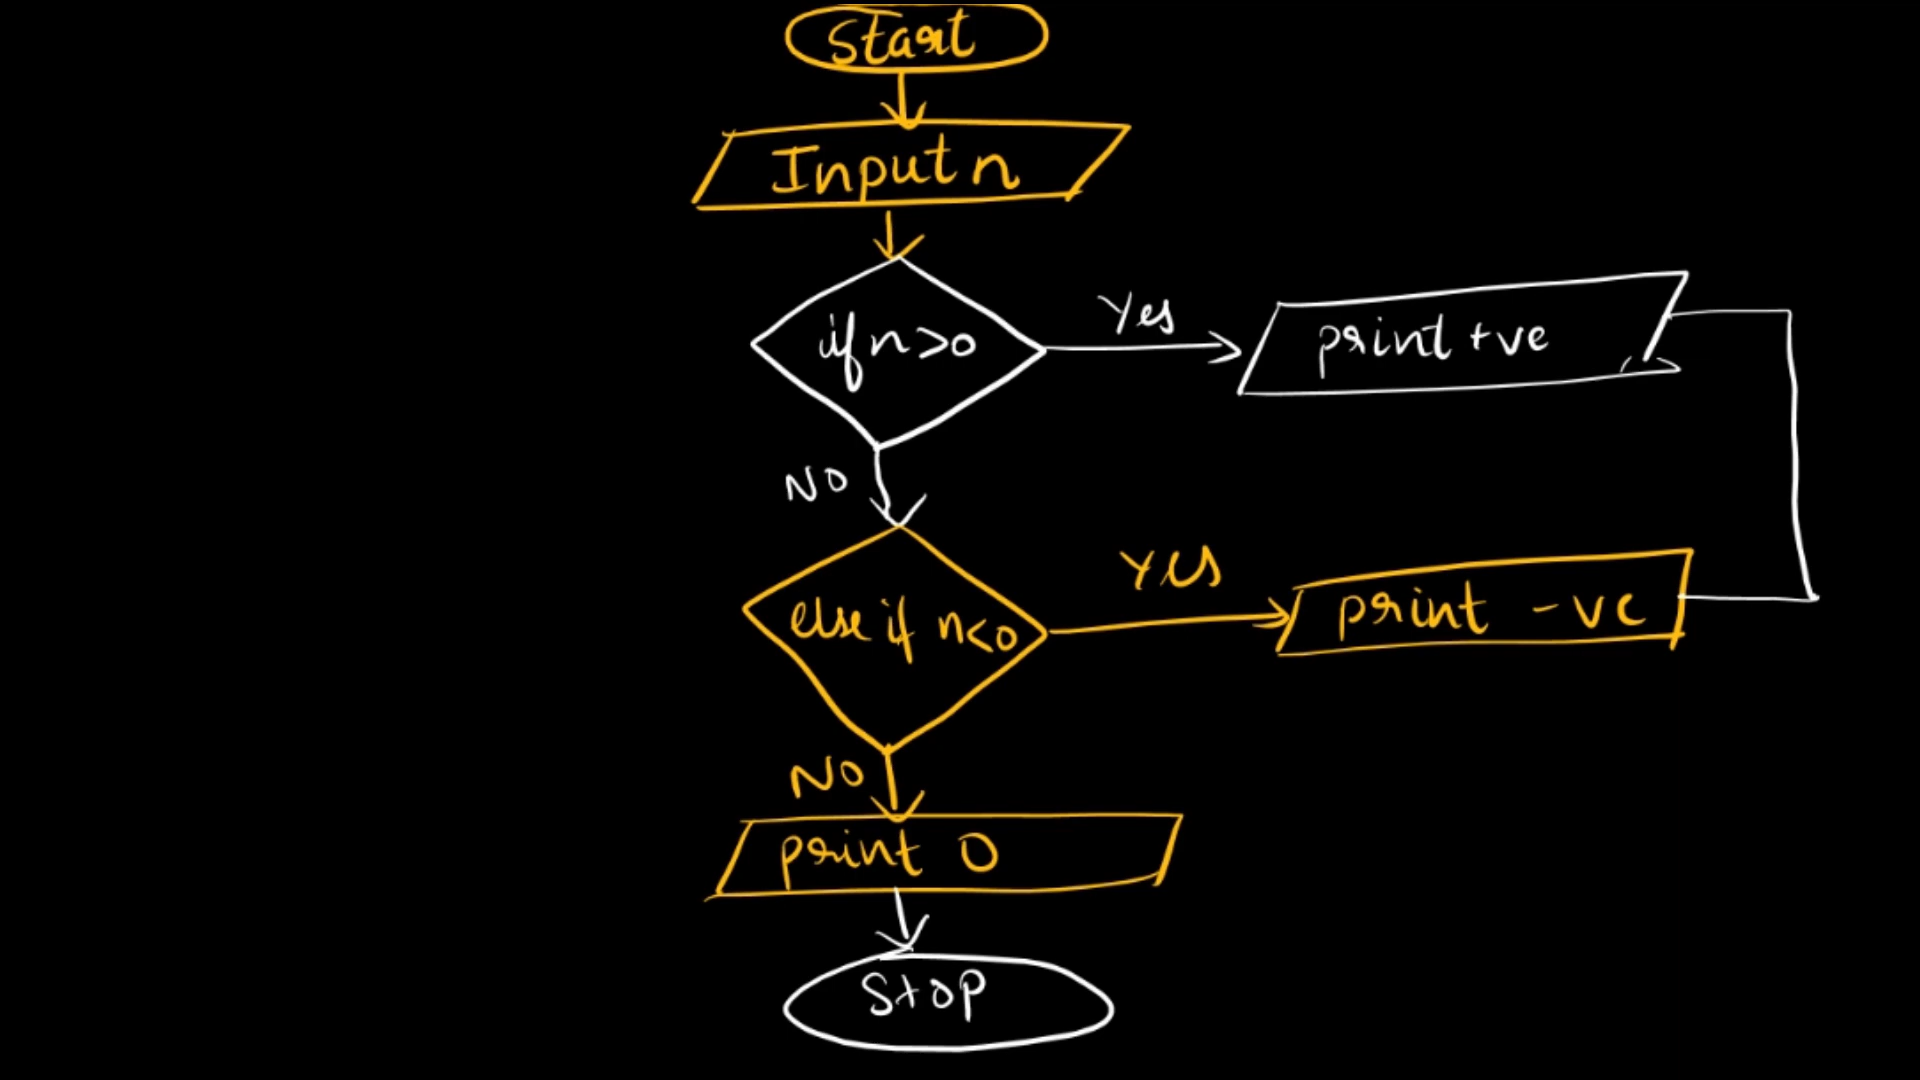 Start
Input n
if n>0
Yes
print +ve
NO
else if n<0
Yes
print -ve
NO
print 0
Stop